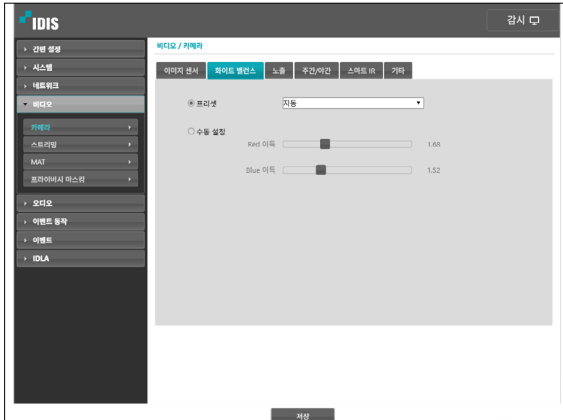 IDIS
감시
간편 설정
시스템
네트워크
비디오
카메라
스트리밍
MAT
프라이버시 마스킹
오디오
이벤트 동작
이벤트
IDLA
비디오 / 카메라
이미지 센서 화이트 밸런스 노출 주간/야간 스마트 IR 기타
프리셋 자동
수동 설정
Red 이득 1.68
Blue 이득 1.52
저장